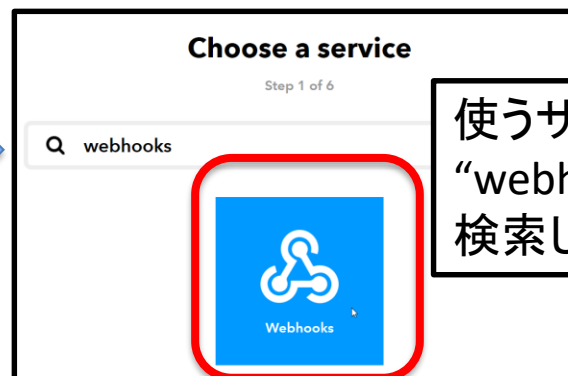 Choose a service
Step 1 of 6
webhooks
使うサ
“webh
検索し
Webhooks